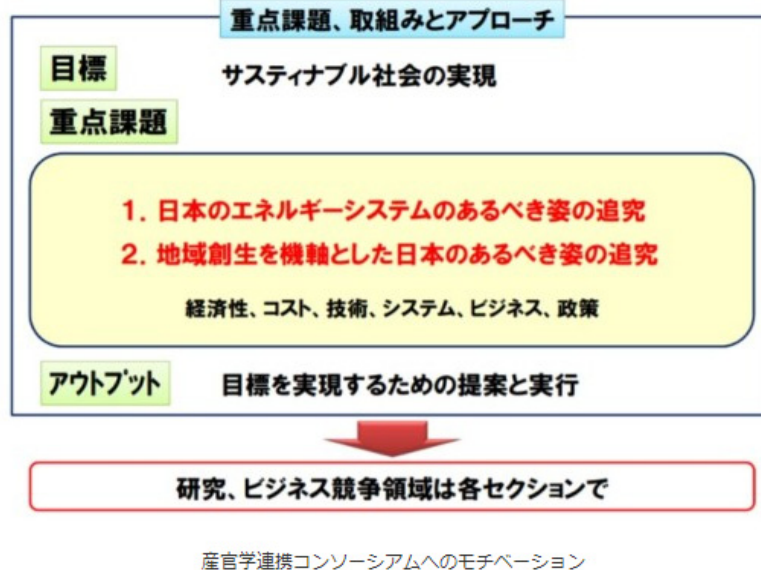 重点課題、取組みとアプローチ
目標 サスティナブル社会の実現
重点課題
1. 日本のエネルギーシステムのあるべき姿の追究
2. 地域創生を機軸とした日本のあるべき姿の追究
経済性、コスト、技術、システム、ビジネス、政策
アウトプット 目標を実現するための提案と実行
研究、ビジネス競争領域は各セクションで
産官学連携コンソーシアムへのモチベーション